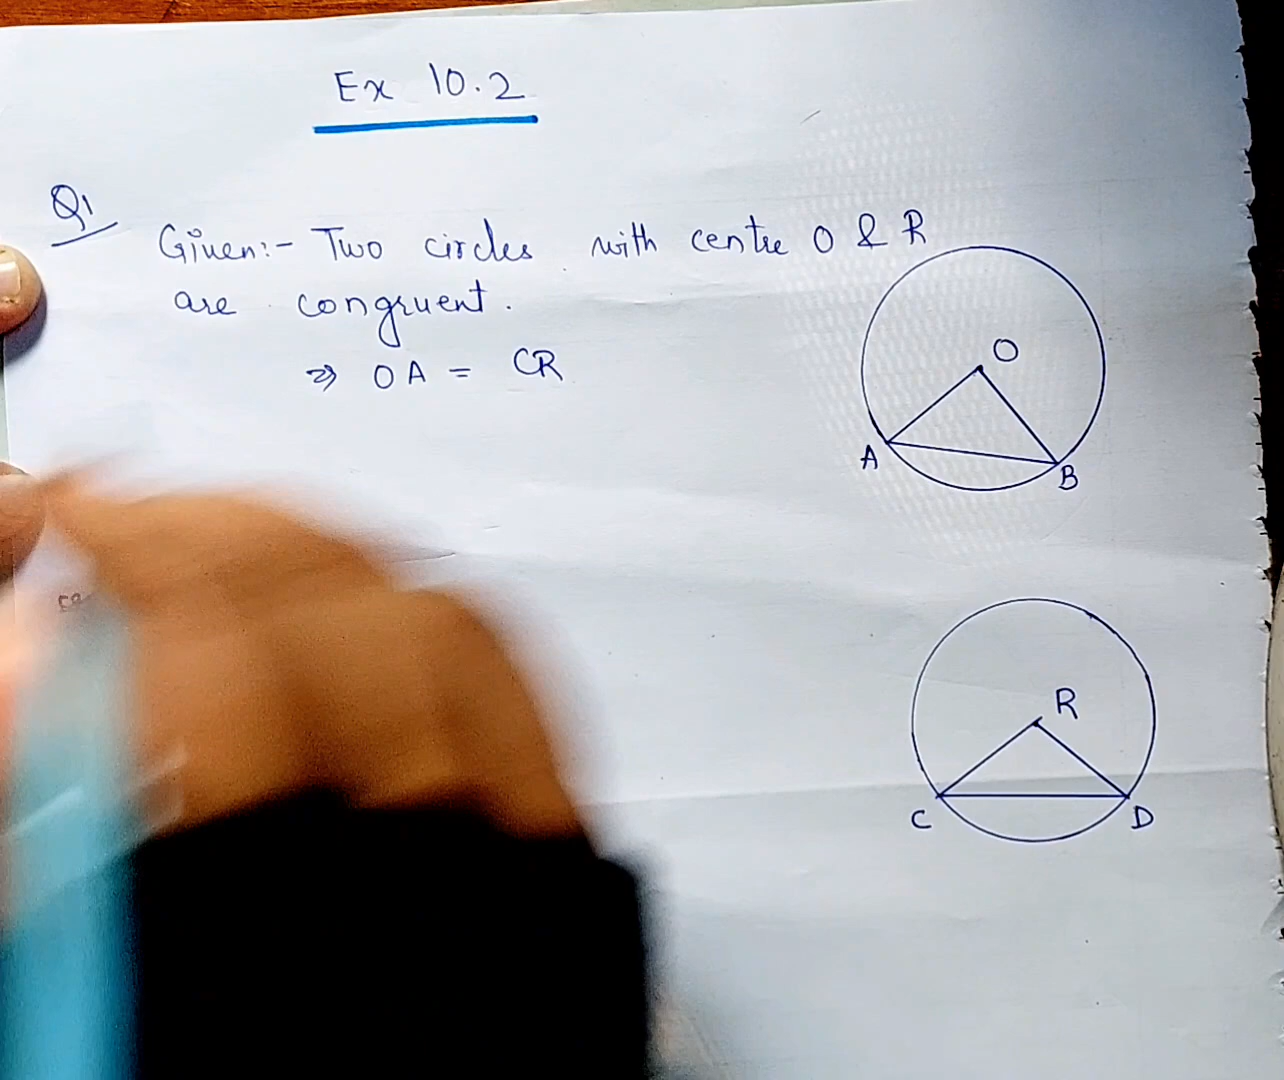 Ex 10.2
Q1
Given:- Two circles with centre O & R
are congruent.
⇒ OA = CR
O
A
B
R
C
D